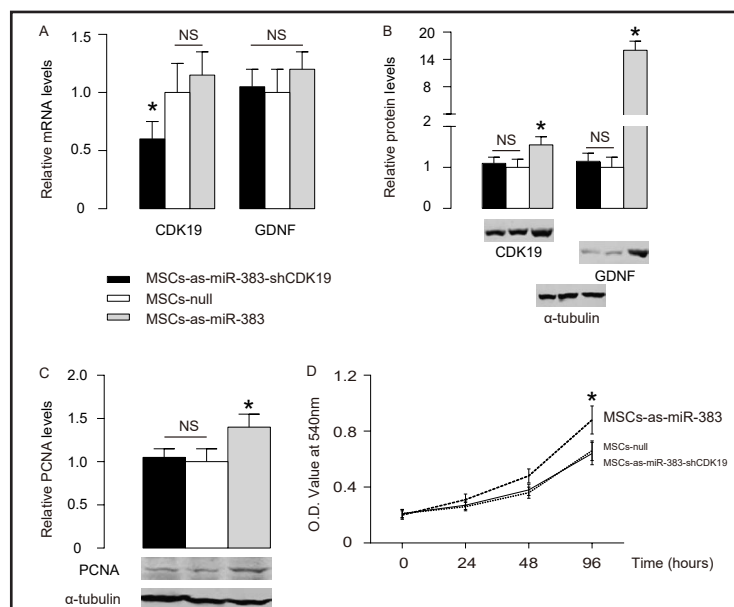 A
Relative mRNA levels
1.5
1.0
0.5
0
*
NS
NS
CDK19
GDNF
MSCs-as-miR-383-shCDK19
MSCs-null
MSCs-as-miR-383
B
Relative protein levels
20
16
12
8
2
1
0
NS
*
NS
*
CDK19
GDNF
α-tubulin
C
Relative PCNA levels
2.0
1.5
1.0
0.5
0
NS
*
PCNA
α-tubulin
D
O.D. Value at 540nm
1.2
0.8
0.4
0
*
MSCs-as-miR-383
MSCs-null
MSCs-as-miR-383-shCDK19
0 24 48 96 Time (hours)